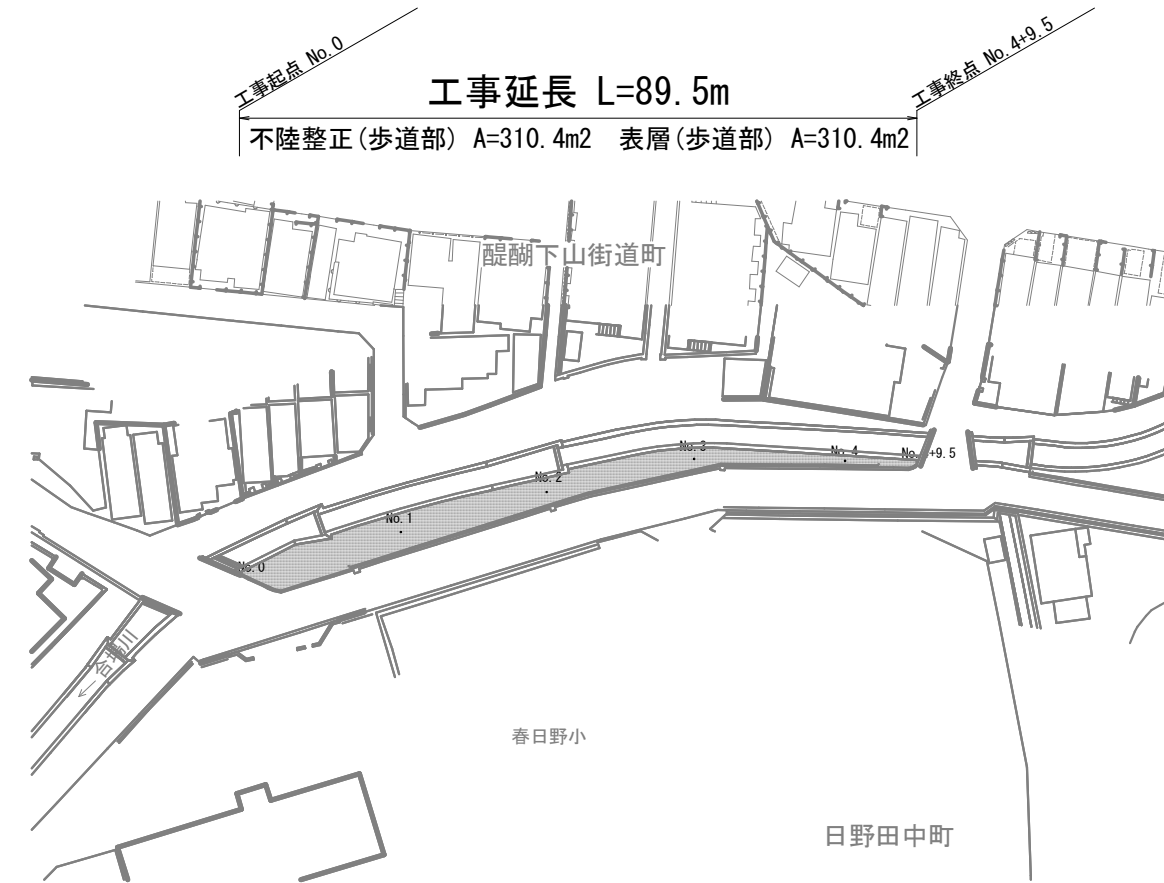 工事起点 No.0
工事終点 No.4+9.5
工事延長 L=89.5m
不陸整正(歩道部) A=310.4m2 表層(歩道部) A=310.4m2
醍醐下山街道町
No.3
No.4
+9.5
No.2
No.1
No.0
← 合場川
春日野小
日野田中町